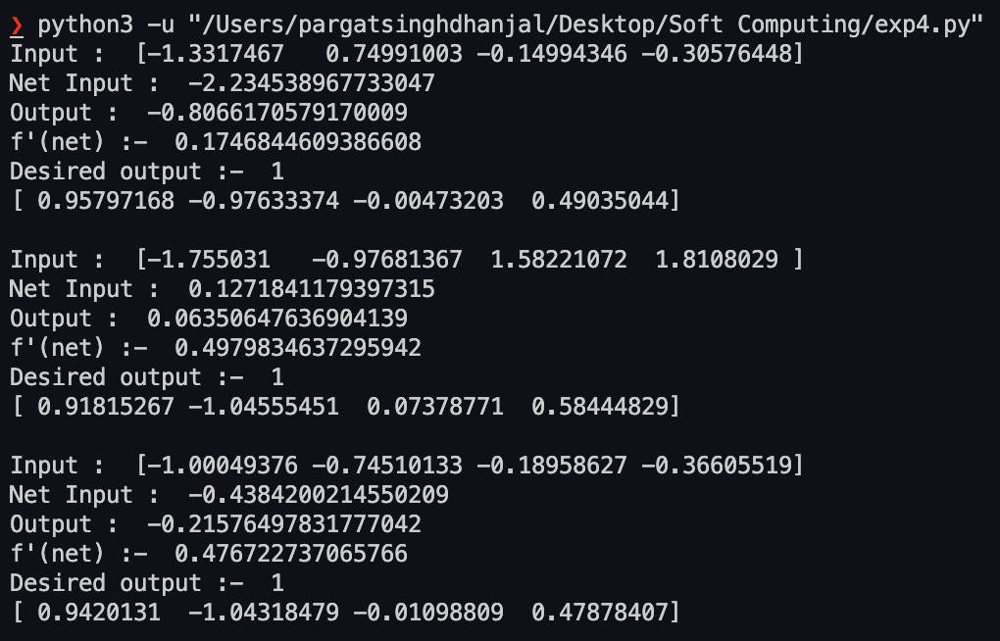 ❯ python3 -u "/Users/pargatsinghdhanjal/Desktop/Soft Computing/exp4.py"
Input :  [-1.3317467   0.74991003 -0.14994346 -0.30576448]
Net Input :  -2.234538967733047
Output :  -0.8066170579170009
f'(net) :-  0.1746844609386608
Desired output :-  1
[ 0.95797168 -0.97633374 -0.00473203  0.49035044]

Input :  [-1.755031   -0.97681367  1.58221072  1.8108029 ]
Net Input :  0.1271841179397315
Output :  0.06350647636904139
f'(net) :-  0.4979834637295942
Desired output :-  1
[ 0.91815267 -1.04555451  0.07378771  0.58444829]

Input :  [-1.00049376 -0.74510133 -0.18958627 -0.36605519]
Net Input :  -0.4384200214550209
Output :  -0.21576497831777042
f'(net) :-  0.476722737065766
Desired output :-  1
[ 0.9420131  -1.04318479 -0.01098809  0.47878407]